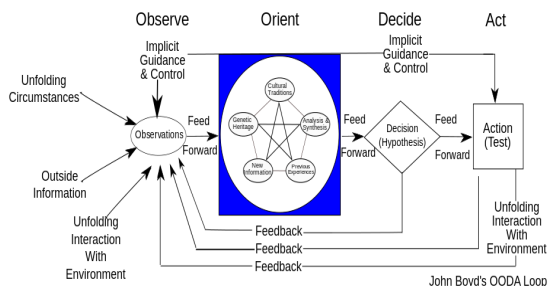 Observe
Orient
Decide
Act
Implicit
Guidance
& Control
Implicit
Guidance
& Control
Unfolding
Circumstances
Observations
Feed
Forward
Cultural
Traditions
Genetic
Heritage
Analysis &
Synthesis
New
Information
Previous
Experiences
Feed
Forward
Decision
(Hypothesis)
Feed
Forward
Action
(Test)
Outside
Information
Unfolding
Interaction
With
Environment
Unfolding
Interaction
With
Environment
Feedback
Feedback
Feedback
John Boyd's OODA Loop